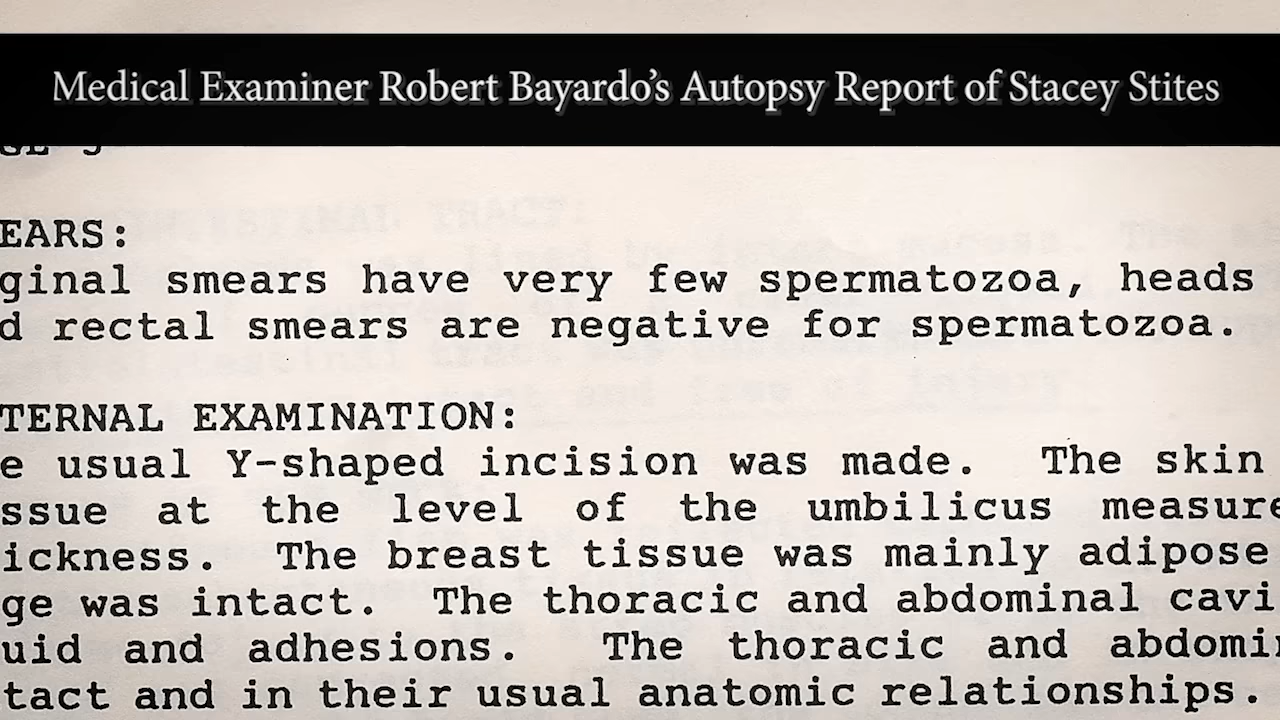 Medical Examiner Robert Bayardo's Autopsy Report of Stacey Stites
EARS:
ginal smears have very few spermatozoa, heads
d rectal smears are negative for spermatozoa.
TERNAL EXAMINATION:
e usual Y-shaped incision was made. The skin
ssue at the level of the umbilicus measure
ickness. The breast tissue was mainly adipose
ge was intact. The thoracic and abdominal cavi
uid and adhesions. The thoracic and abdomin
tact and in their usual anatomic relationships.